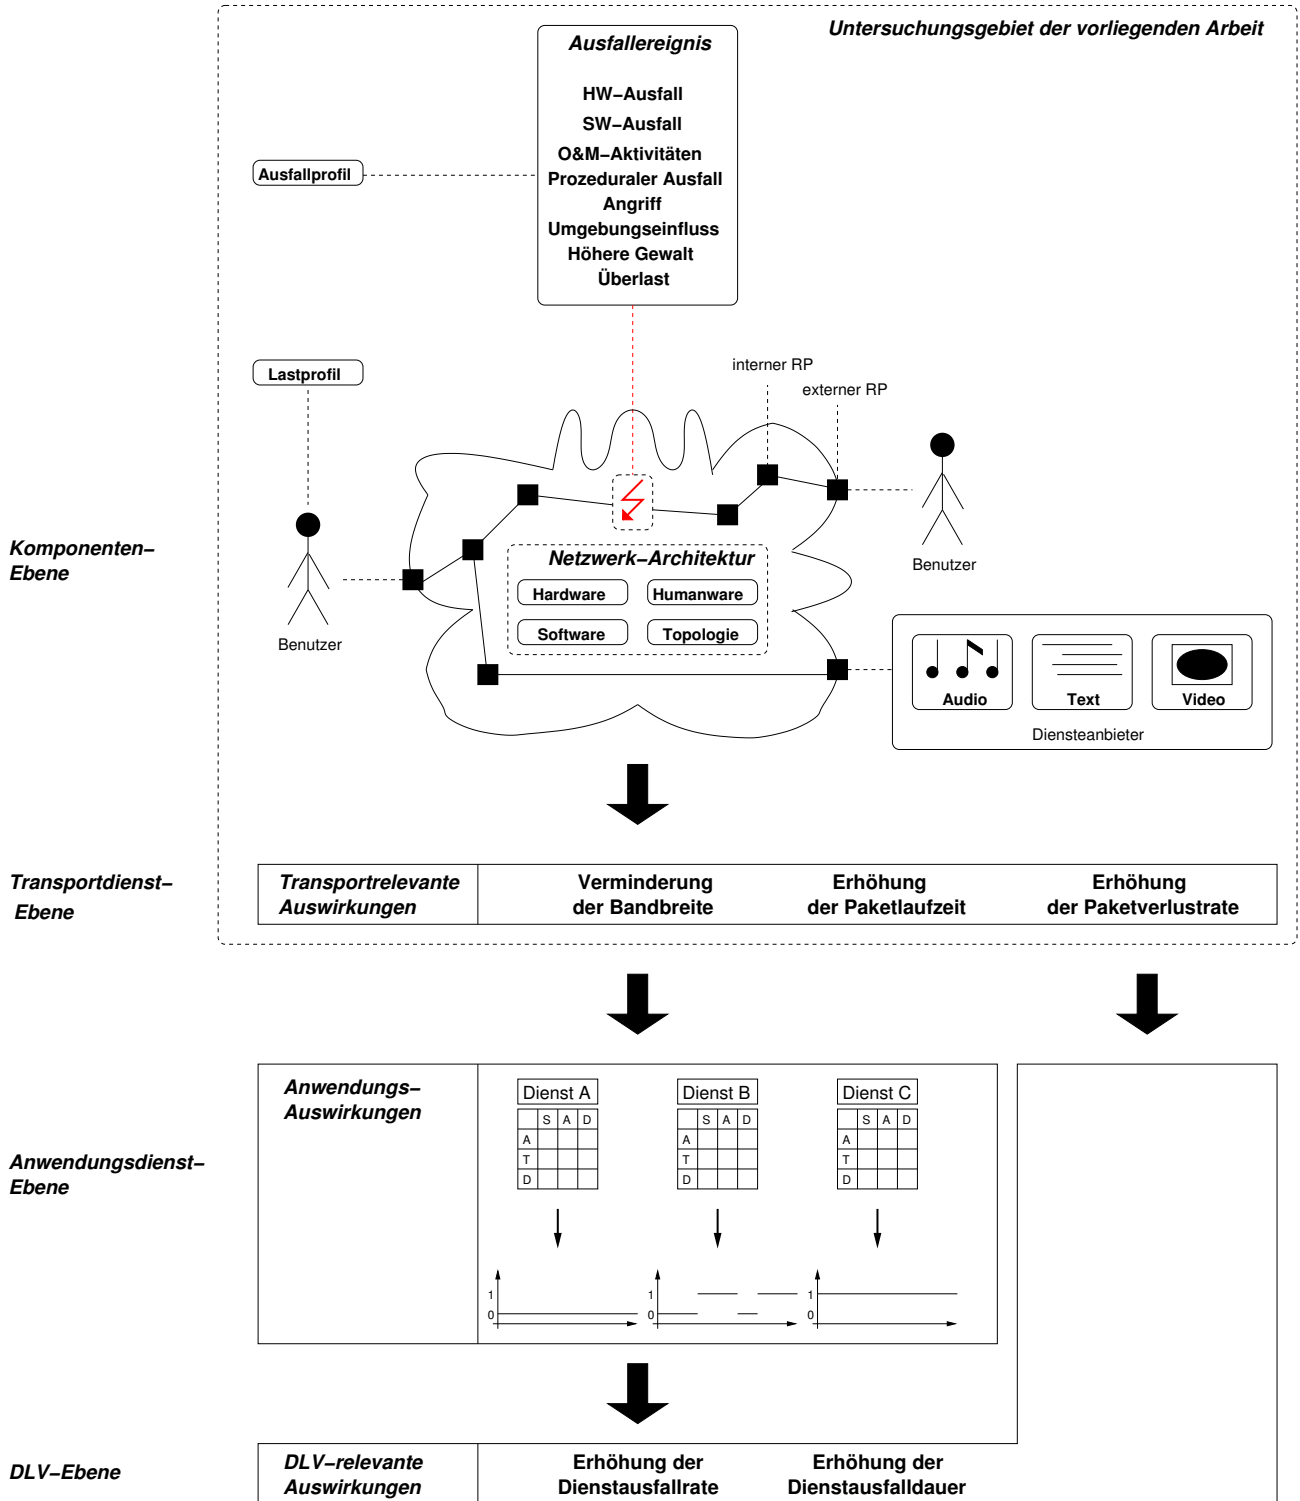 Untersuchungsgebiet der vorliegenden Arbeit
Ausfallereignis
HW–Ausfall
SW–Ausfall
O&M–Aktivitäten
Prozeduraler Ausfall
Angriff
Umgebungseinfluss
Höhere Gewalt
Überlast
Ausfallprofil
Lastprofil
interner RP
externer RP
Komponenten–
Ebene
Benutzer
Netzwerk–Architektur
Hardware
Humanware
Software
Topologie
Benutzer
Audio
Text
Video
Diensteanbieter
Transportdienst–
Ebene
Transportrelevante
Auswirkungen
Verminderung
der Bandbreite
Erhöhung
der Paketlaufzeit
Erhöhung
der Paketverlustrate
Anwendungsdienst–
Ebene
Anwendungs–
Auswirkungen
Dienst A
S A D
A
T
D
1
0
Dienst B
S A D
A
T
D
1
0
Dienst C
S A D
A
T
D
1
0
DLV–Ebene
DLV–relevante
Auswirkungen
Erhöhung der
Dienstausfallrate
Erhöhung der
Dienstausfalldauer